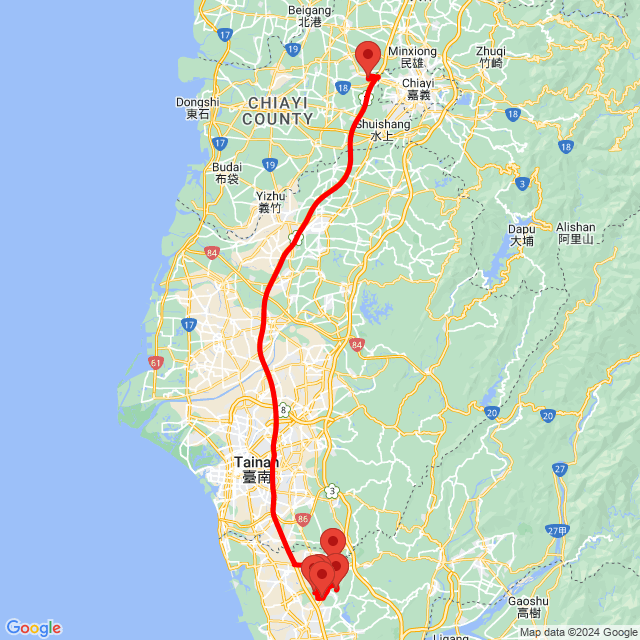 Beigang
北港
19
Minxiong
民雄
Zhuqi
竹崎
Dongshi
東石
CHIAYI
COUNTY
18
Chiayi
嘉義
18
Shuishang
水上
17
18
Budai
布袋
19
3
Yizhu
義竹
Dapu
大埔
Alishan
阿里山
84
17
84
61
8
20
20
Tainan
臺南
27
3
86
27甲
Gaoshu
高樹
Ligang
Google
Map data ©2024 Google